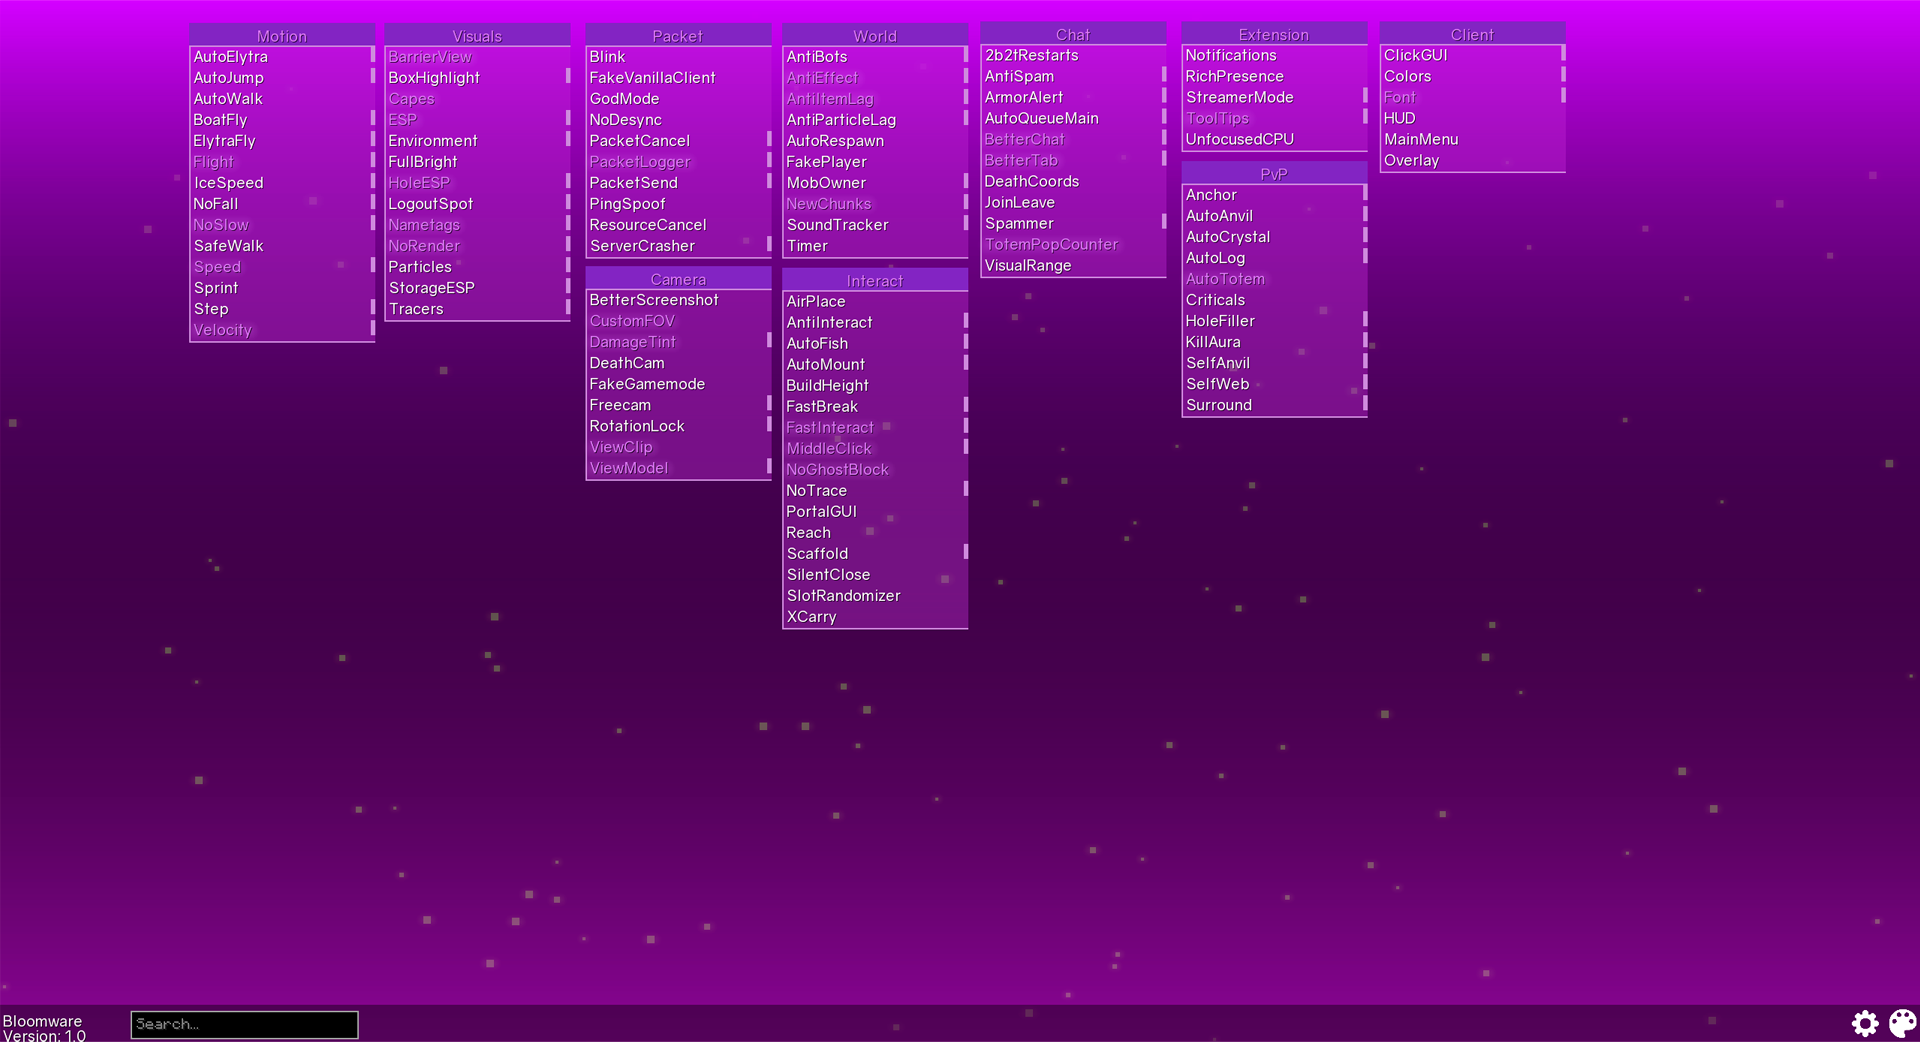 Motion
AutoElytra
AutoJump
AutoWalk
BoatFly
ElytraFly
Flight
IceSpeed
NoFall
NoSlow
SafeWalk
Speed
Sprint
Step
Velocity
Visuals
BarrierView
BoxHighlight
Capes
ESP
Environment
FullBright
HoleESP
LogoutSpot
Nametags
NoRender
Particles
StorageESP
Tracers
Packet
Blink
FakeVanillaClient
GodMode
NoDesync
PacketCancel
PacketLogger
PacketSend
PingSpoof
ResourceCancel
ServerCrasher
Camera
BetterScreenshot
CustomFOV
DamageTint
DeathCam
FakeGamemode
Freecam
RotationLock
ViewClip
ViewModel
World
AntiBots
AntiEffect
AntiItemLag
AntiParticleLag
AutoRespawn
FakePlayer
MobOwner
NewChunks
SoundTracker
Timer
Interact
AirPlace
AntiInteract
AutoFish
AutoMount
BuildHeight
FastBreak
FastInteract
MiddleClick
NoGhostBlock
NoTrace
PortalGUI
Reach
Scaffold
SilentClose
SlotRandomizer
XCarry
Chat
2b2tRestarts
AntiSpam
ArmorAlert
AutoQueueMain
BetterChat
BetterTab
DeathCoords
JoinLeave
Spammer
TotemPopCounter
VisualRange
Extension
Notifications
RichPresence
StreamerMode
ToolTips
UnfocusedCPU
PvP
Anchor
AutoAnvil
AutoCrystal
AutoLog
AutoTotem
Criticals
HoleFiller
KillAura
SelfAnvil
SelfWeb
Surround
Client
ClickGUI
Colors
Font
HUD
MainMenu
Overlay
Bloomware
Version: 1.0
Search...